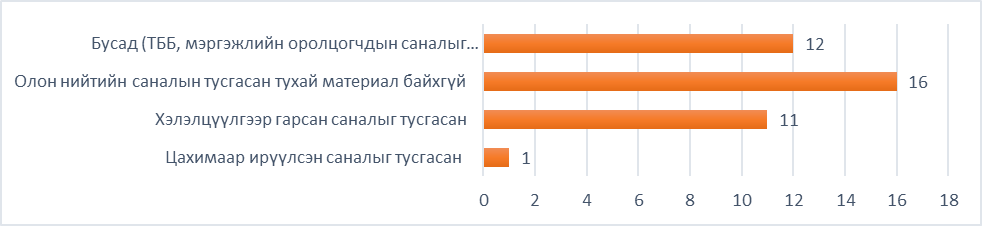 Бусад (ТББ, мэргэжлийн оролцогчдын саналыг... 12
Олон нийтийн саналын тусгасан тухай материал байхгүй 16
Хэлэлцүүлгээр гарсан саналыг тусгасан 11
Цахимаар ирүүлсэн саналыг тусгасан 1
0 2 4 6 8 10 12 14 16 18